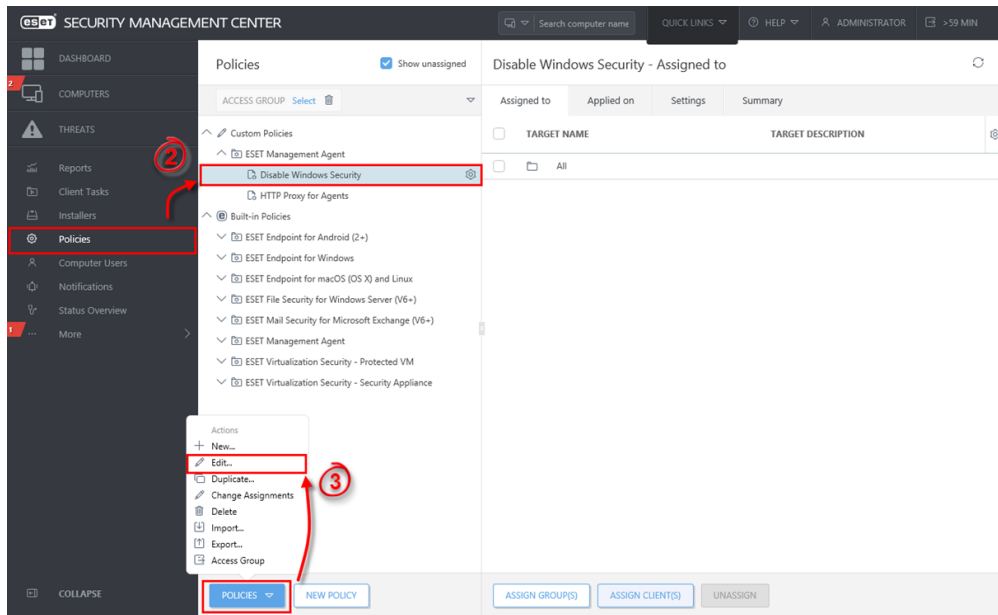 eset SECURITY MANAGEMENT CENTER
Search computer name
QUICK LINKS
HELP
ADMINISTRATOR
>59 MIN
DASHBOARD
2
COMPUTERS
THREATS
Reports
Client Tasks
Installers
Policies
Computer Users
Notifications
Status Overview
1
More
COLLAPSE
2
Policies
Show unassigned
ACCESS GROUP Select
Custom Policies
ESET Management Agent
Disable Windows Security
HTTP Proxy for Agents
Built-in Policies
ESET Endpoint for Android (2+)
ESET Endpoint for Windows
ESET Endpoint for macOS (OS X) and Linux
ESET File Security for Windows Server (V6+)
ESET Mail Security for Microsoft Exchange (V6+)
ESET Management Agent
ESET Virtualization Security - Protected VM
ESET Virtualization Security - Security Appliance
Actions
New...
Edit...
Duplicate...
Change Assignments
Delete
Import...
Export...
Access Group
3
POLICIES
NEW POLICY
Disable Windows Security - Assigned to
Assigned to
Applied on
Settings
Summary
TARGET NAME
TARGET DESCRIPTION
All
ASSIGN GROUP(S)
ASSIGN CLIENT(S)
UNASSIGN